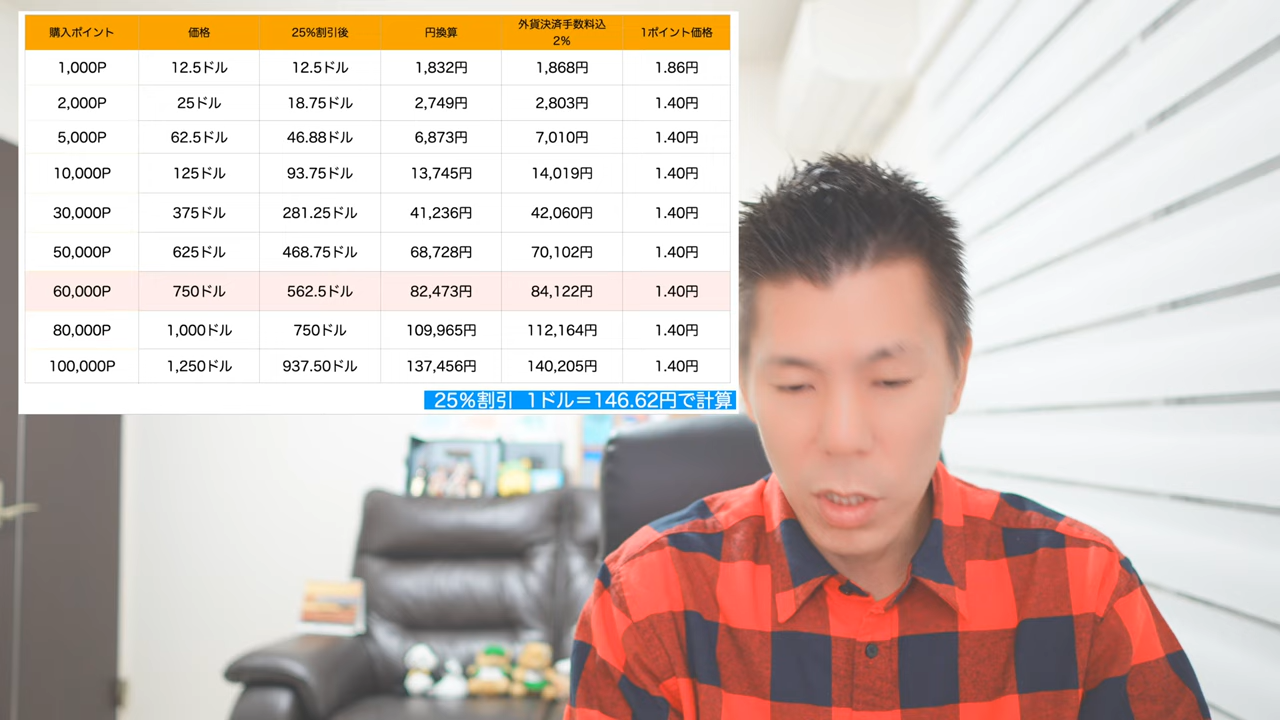 購入ポイント 価格 25%割引後 円換算 外貨決済手数料込 1ポイント価格
2%
1,000P 12.5ドル 12.5ドル 1,832円 1,868円 1.86円
2,000P 25ドル 18.75ドル 2,749円 2,803円 1.40円
5,000P 62.5ドル 46.88ドル 6,873円 7,010円 1.40円
10,000P 125ドル 93.75ドル 13,745円 14,019円 1.40円
30,000P 375ドル 281.25ドル 41,236円 42,060円 1.40円
50,000P 625ドル 468.75ドル 68,728円 70,102円 1.40円
60,000P 750ドル 562.5ドル 82,473円 84,122円 1.40円
80,000P 1,000ドル 750ドル 109,965円 112,164円 1.40円
100,000P 1,250ドル 937.50ドル 137,456円 140,205円 1.40円
25%割引 1ドル＝146.62円で計算